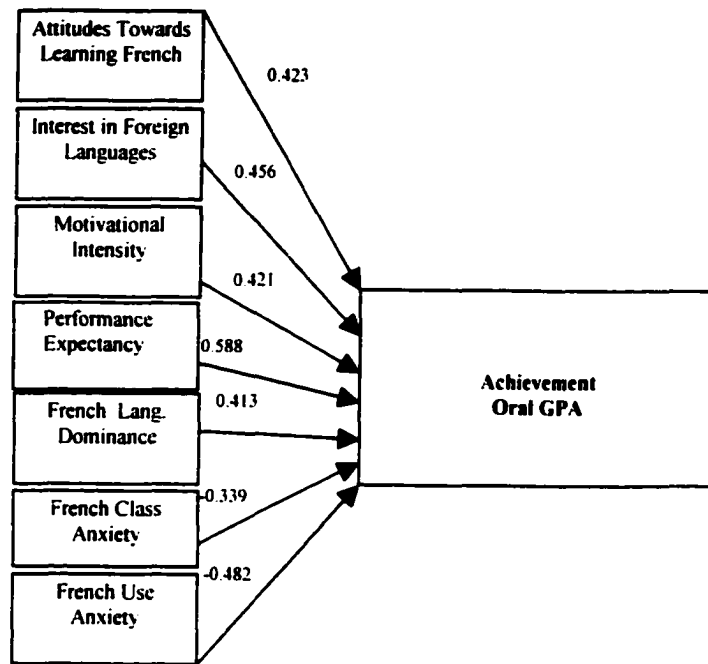 Attitudes Towards
Learning French
0.423
Interest in Foreign
Languages
0.456
Motivational
Intensity
0.421
Performance
Expectancy
0.588
French Lang.
Dominance
0.413
French Class
Anxiety
-0.339
French Use
Anxiety
-0.482
Achievement
Oral GPA